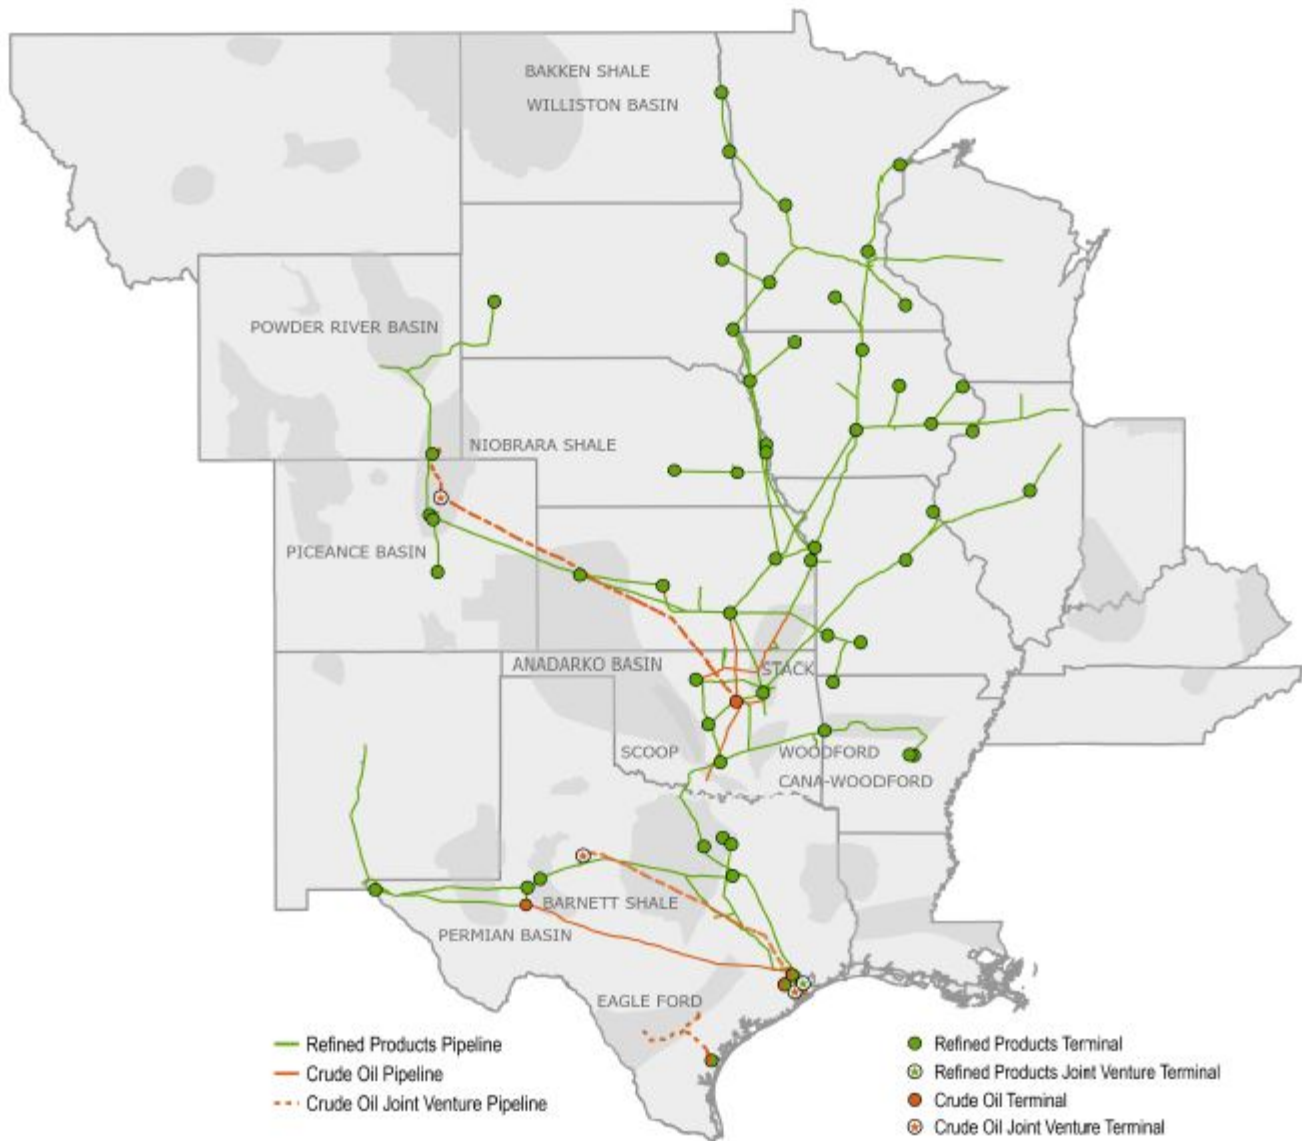 BAKKEN SHALE
WILLISTON BASIN
POWDER RIVER BASIN
NIOBRARA SHALE
PICEANCE BASIN
ANADARKO BASIN
STACK
SCOOP
WOODFORD
CANA-WOODFORD
BARNETT SHALE
PERMIAN BASIN
EAGLE FORD
Refined Products Pipeline
Crude Oil Pipeline
Crude Oil Joint Venture Pipeline
Refined Products Terminal
Refined Products Joint Venture Terminal
Crude Oil Terminal
Crude Oil Joint Venture Terminal